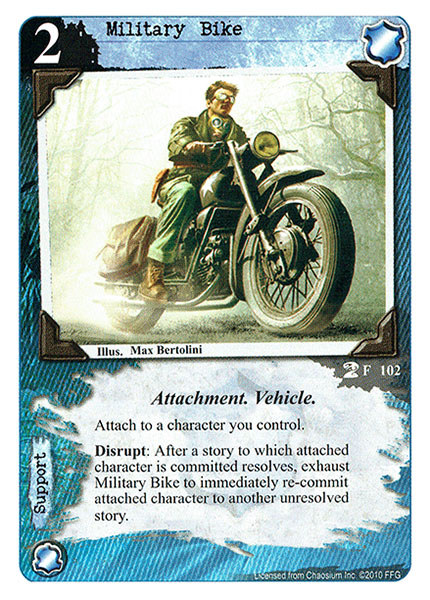 2
Military Bike
Illus. Max Bertolini
F 102
Attachment. Vehicle.
Attach to a character you control.
Disrupt: After a story to which attached
character is committed resolves, exhaust
Military Bike to immediately re-commit
attached character to another unresolved
story.
Support
Licensed from Chaosium Inc. ©2010 FFG